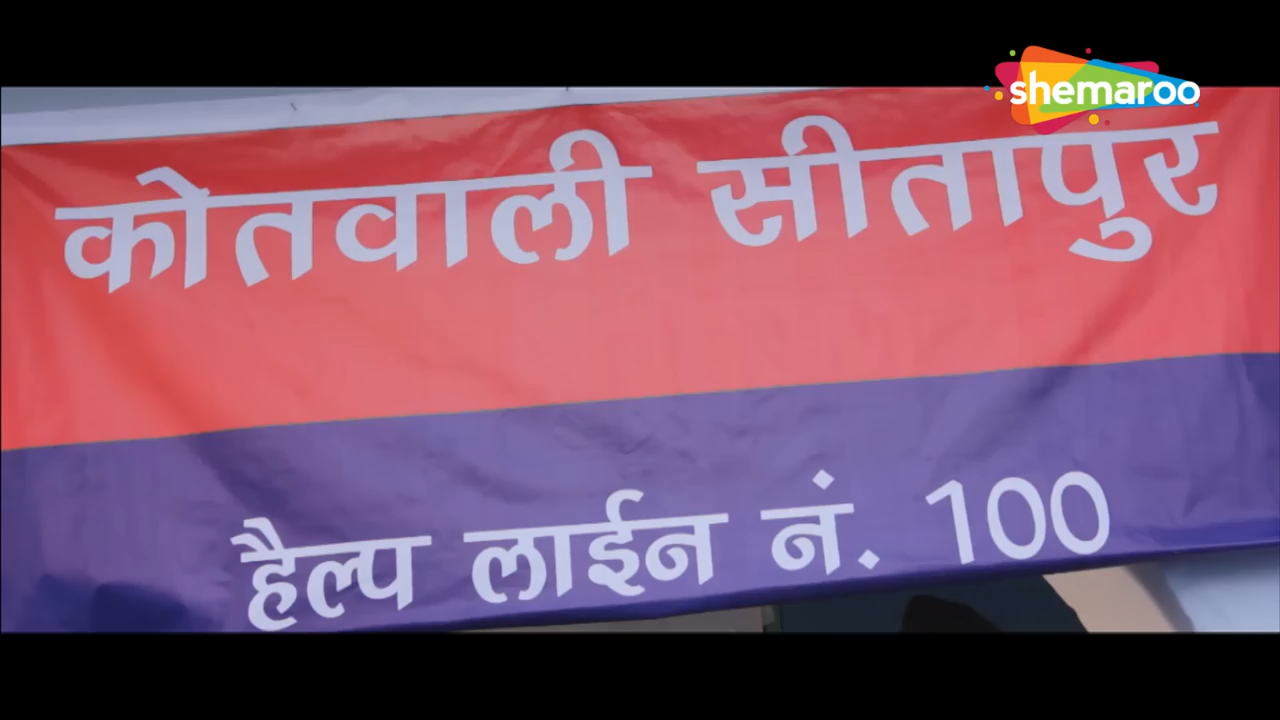 shemaroo
कोतवाली सीतापुर
हैल्प लाईन नं. 100